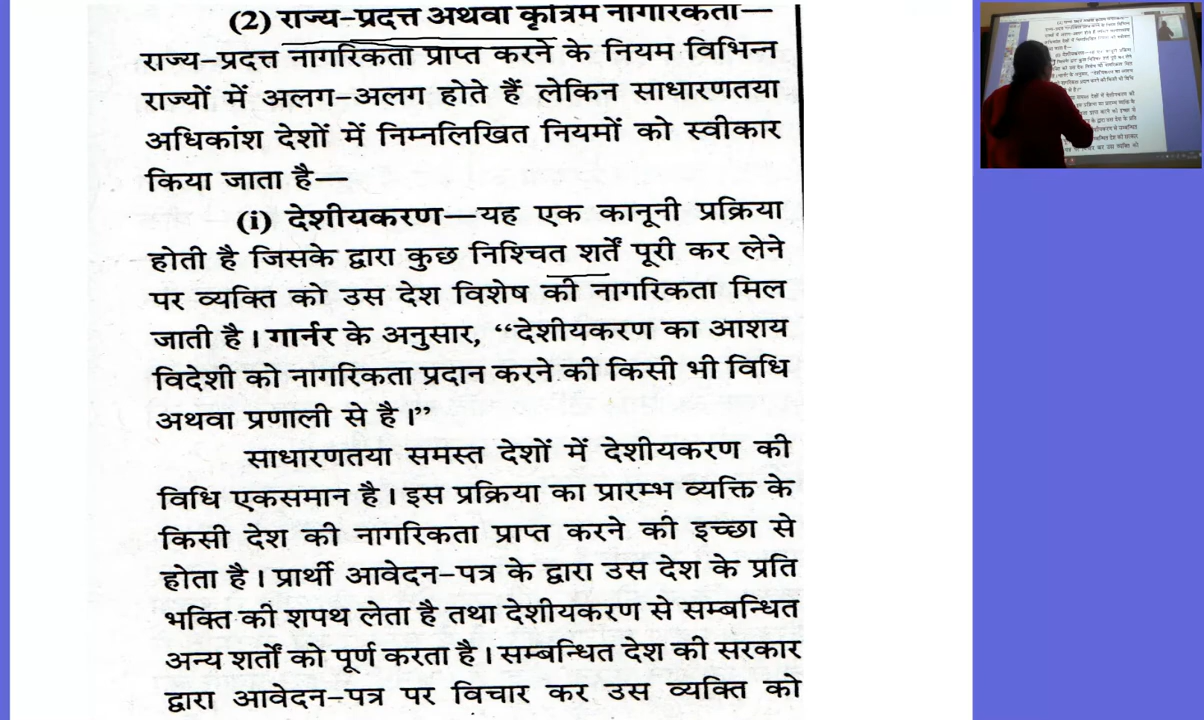 (2) राज्य-प्रदत्त अथवा कृत्रिम नागरिकता—
राज्य-प्रदत्त नागरिकता प्राप्त करने के नियम विभिन्न
राज्यों में अलग-अलग होते हैं लेकिन साधारणतया
अधिकांश देशों में निम्नलिखित नियमों को स्वीकार
किया जाता है—
(i) देशीयकरण—यह एक कानूनी प्रक्रिया
होती है जिसके द्वारा कुछ निश्चित शर्तें पूरी कर लेने
पर व्यक्ति को उस देश विशेष की नागरिकता मिल
जाती है। गार्नर के अनुसार, “देशीयकरण का आशय
विदेशी को नागरिकता प्रदान करने की किसी भी विधि
अथवा प्रणाली से है।”
साधारणतया समस्त देशों में देशीयकरण की
विधि एकसमान है। इस प्रक्रिया का प्रारम्भ व्यक्ति के
किसी देश की नागरिकता प्राप्त करने की इच्छा से
होता है। प्रार्थी आवेदन-पत्र के द्वारा उस देश के प्रति
भक्ति की शपथ लेता है तथा देशीयकरण से सम्बन्धित
अन्य शर्तों को पूर्ण करता है। सम्बन्धित देश की सरकार
द्वारा आवेदन-पत्र पर विचार कर उस व्यक्ति को